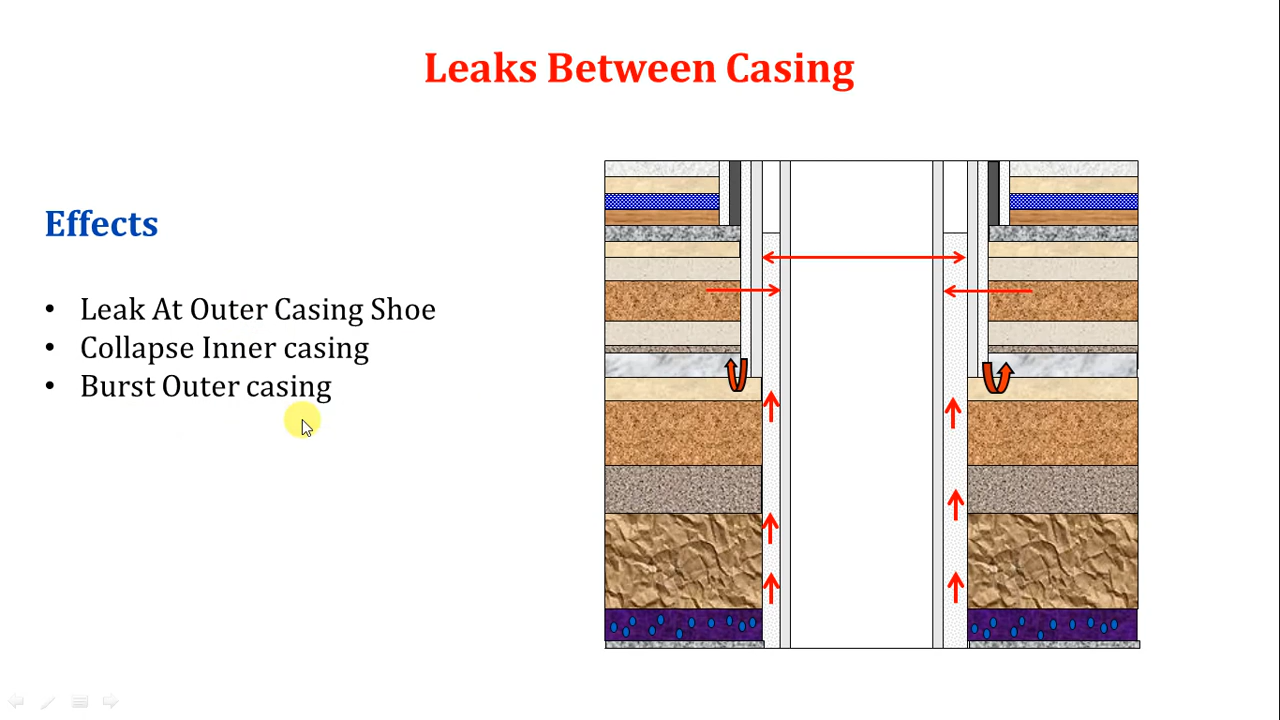 Leaks Between Casing
Effects
• Leak At Outer Casing Shoe
• Collapse Inner casing
• Burst Outer casing